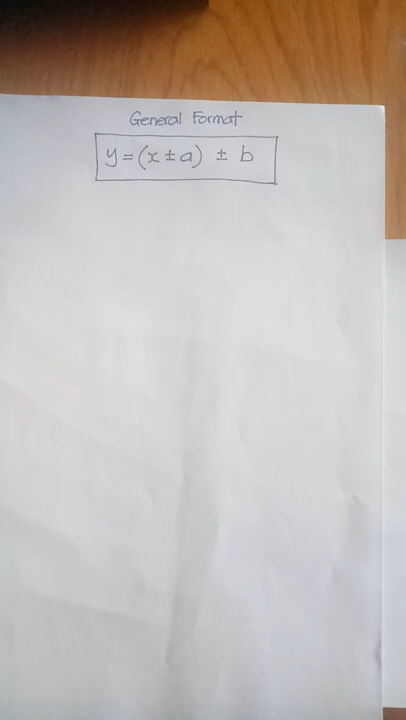 General Format
y = (x ± a) ± b